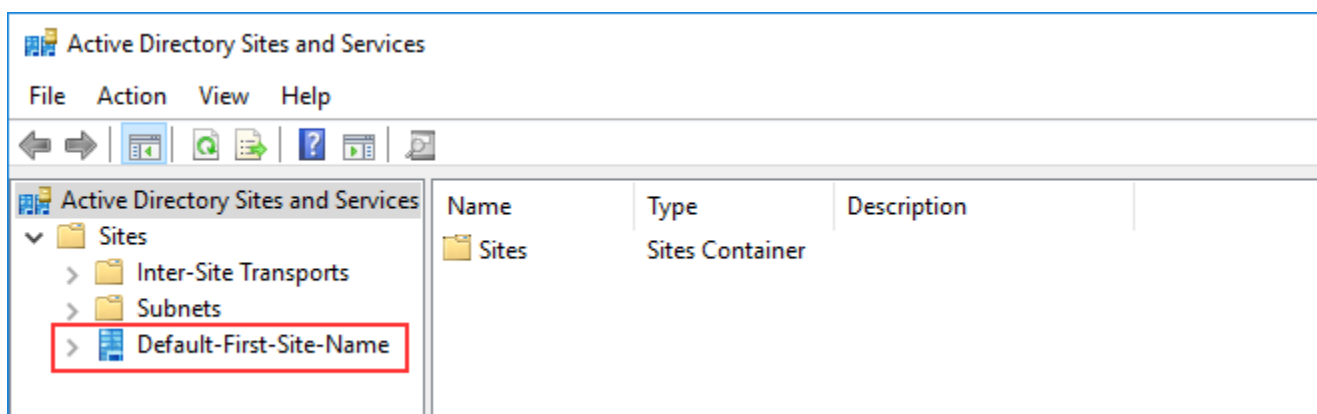 Active Directory Sites and Services
File Action View Help
Active Directory Sites and Services
Sites
Inter-Site Transports
Subnets
Default-First-Site-Name
Name Type Description
Sites Sites Container